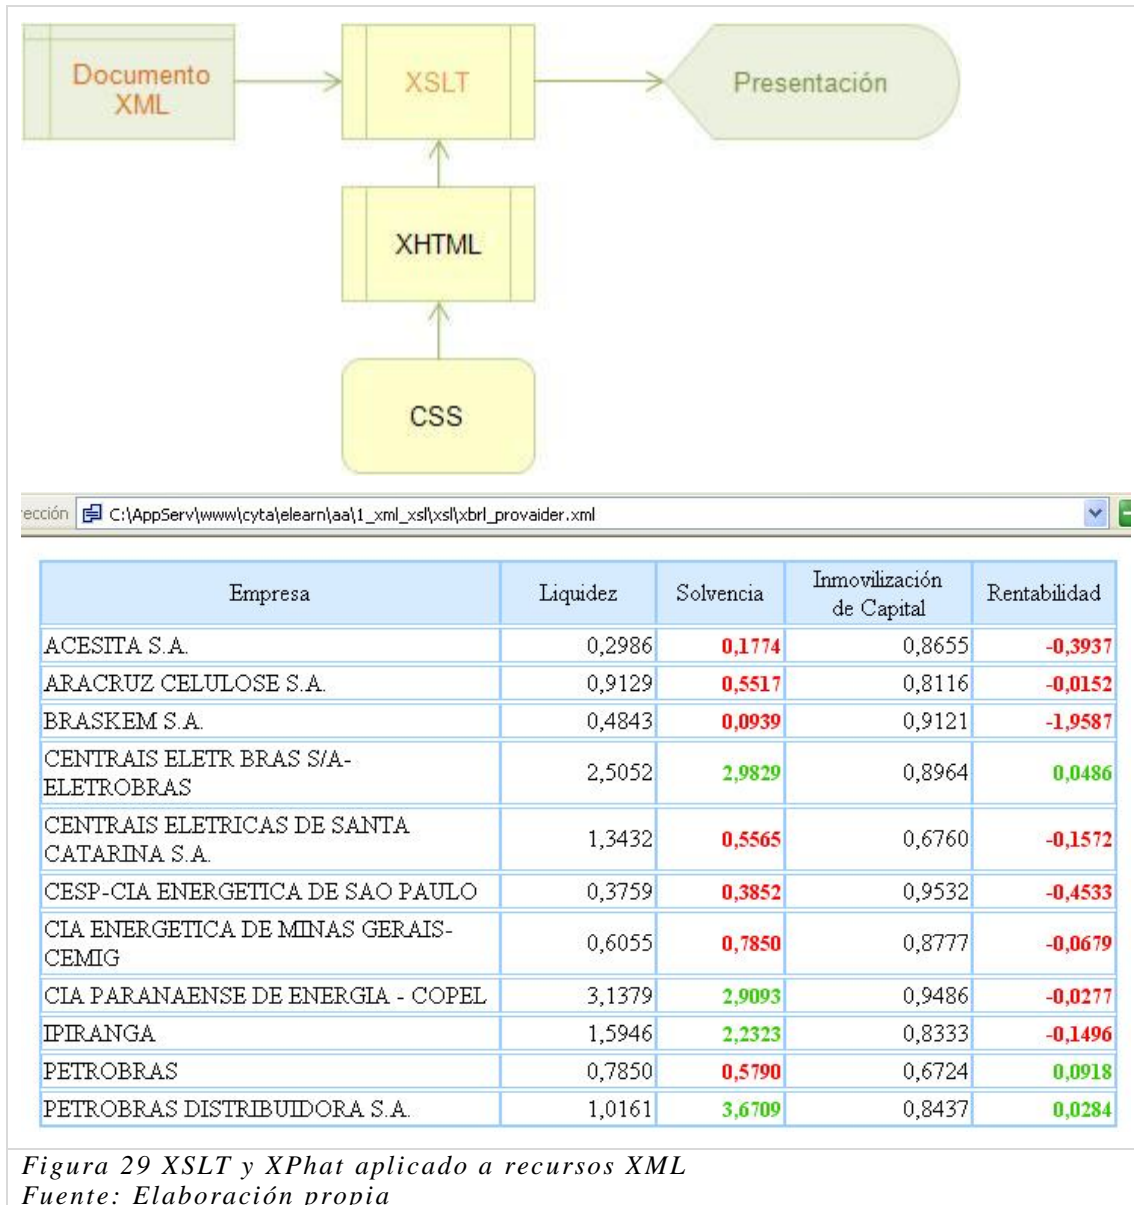 Documento
XML
XSLT
Presentación
XHTML
CSS
ección C:\AppServ\www\cyta\elearn\aa\1_xml_xsl\xsl\xbrl_provaider.xml
Empresa Liquidez Solvencia Inmovilización de Capital Rentabilidad
ACESITA S.A. 0,2986 0,1774 0,8655 -0,3937
ARACRUZ CELULOSE S.A. 0,9129 0,5517 0,8116 -0,0152
BRASKEM S.A. 0,4843 0,0939 0,9121 -1,9587
CENTRAIS ELETR BRAS S/A-
ELETROBRAS 2,5052 2,9829 0,8964 0,0486
CENTRAIS ELETRICAS DE SANTA
CATARINA S.A. 1,3432 0,5565 0,6760 -0,1572
CESP-CIA ENERGETICA DE SAO PAULO 0,3759 0,3852 0,9532 -0,4533
CIA ENERGETICA DE MINAS GERAIS-
CEMIG 0,6055 0,7850 0,8777 -0,0679
CIA PARANAENSE DE ENERGIA - COPEL 3,1379 2,9093 0,9486 -0,0277
IPIRANGA 1,5946 2,2323 0,8333 -0,1496
PETROBRAS 0,7850 0,5790 0,6724 0,0918
PETROBRAS DISTRIBUIDORA S.A. 1,0161 3,6709 0,8437 0,0284
Figura 29 XSLT y XPhat aplicado a recursos XML
Fuente: Elaboración propia